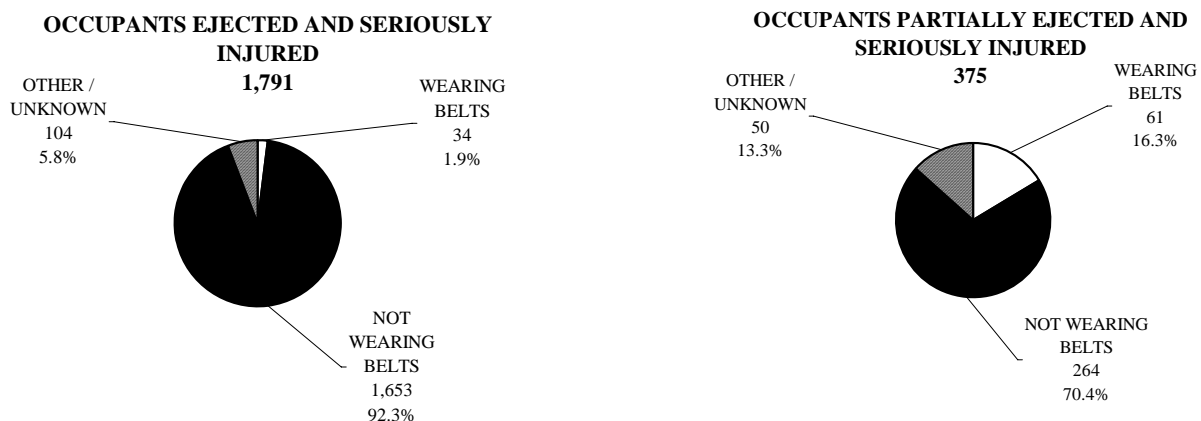 OCCUPANTS EJECTED AND SERIOUSLY
INJURED
1,791
OTHER /
UNKNOWN
104
5.8%
WEARING
BELTS
34
1.9%
NOT
WEARING
BELTS
1,653
92.3%
OCCUPANTS PARTIALLY EJECTED AND
SERIOUSLY INJURED
375
OTHER /
UNKNOWN
50
13.3%
WEARING
BELTS
61
16.3%
NOT WEARING
BELTS
264
70.4%